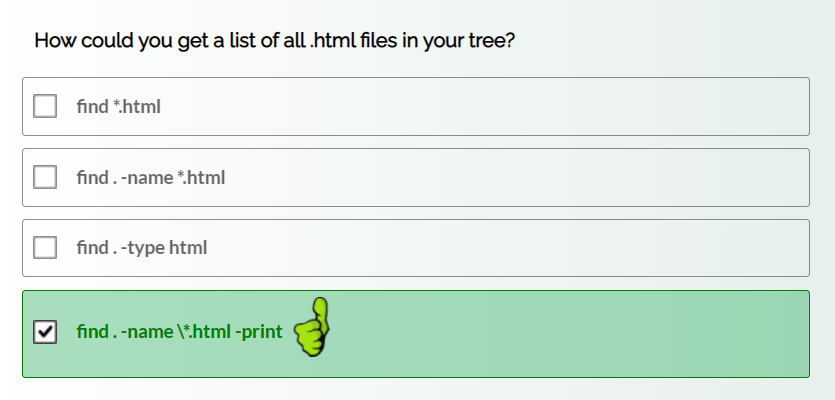 How could you get a list of all .html files in your tree?
find *.html
find . -name *.html
find . -type html
find . -name \*.html -print